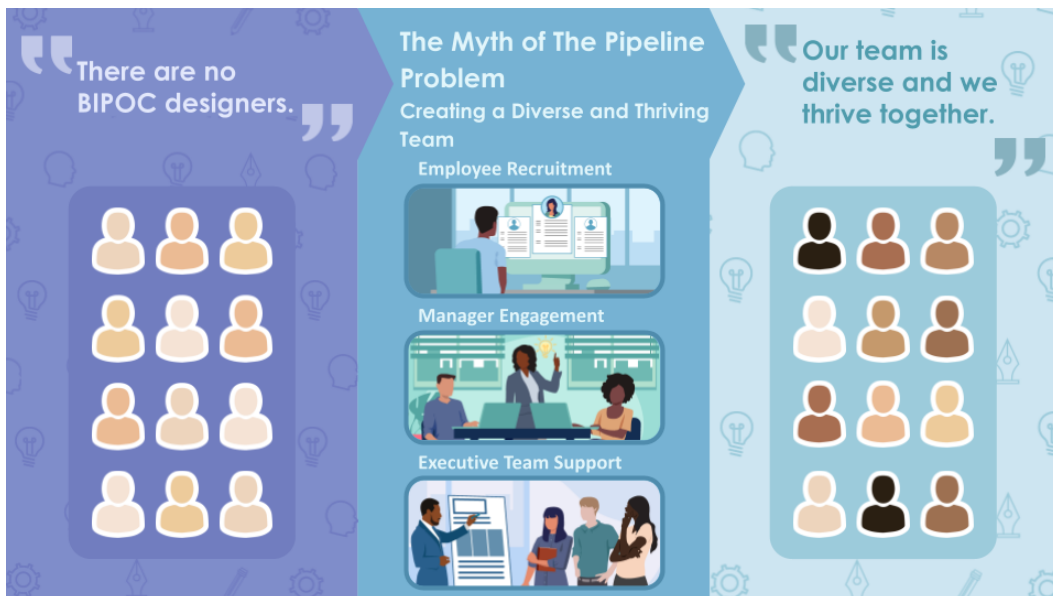 “There are no
BIPOC designers.”
The Myth of The Pipeline
Problem
Creating a Diverse and Thriving
Team
Employee Recruitment
Manager Engagement
Executive Team Support
“Our team is
diverse and we
thrive together.”